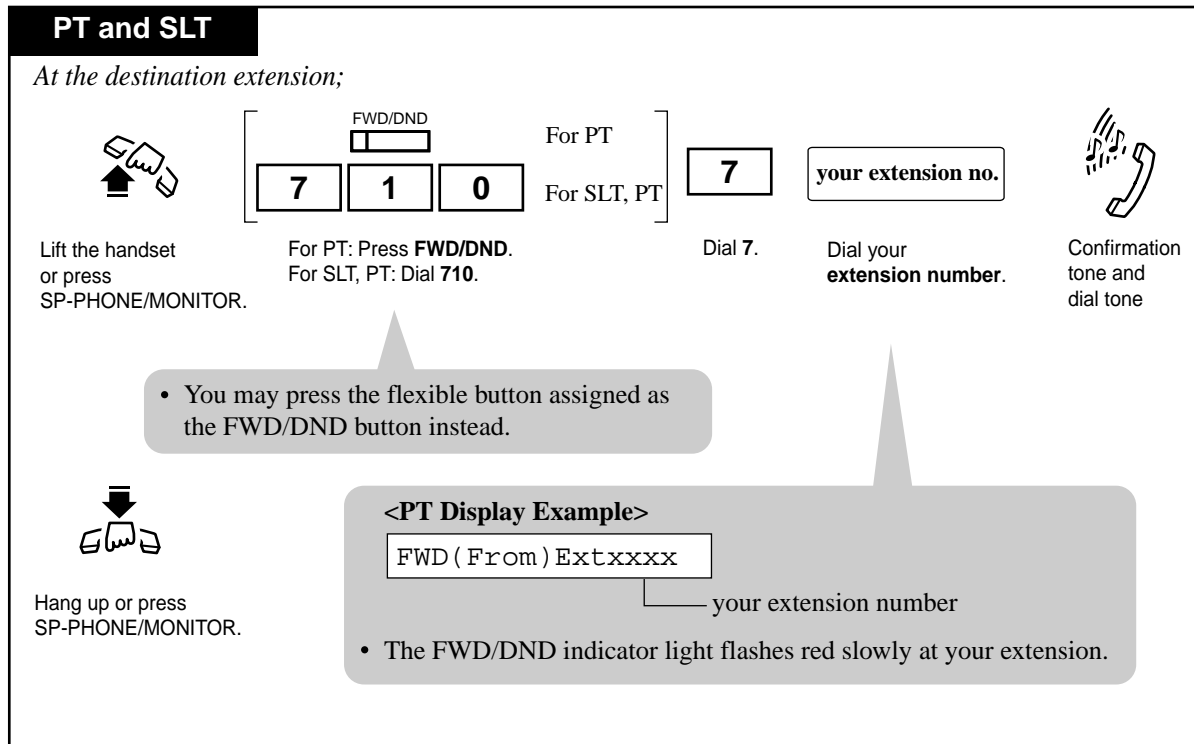 PT and SLT
At the destination extension;
FWD/DND
For PT
7 1 0
For SLT, PT
7
your extension no.
Lift the handset
or press
SP-PHONE/MONITOR.
For PT: Press FWD/DND.
For SLT, PT: Dial 710.
Dial 7.
Dial your
extension number.
Confirmation
tone and
dial tone
• You may press the flexible button assigned as
the FWD/DND button instead.
Hang up or press
SP-PHONE/MONITOR.
<PT Display Example>
FWD(From)Extxxxx
your extension number
• The FWD/DND indicator light flashes red slowly at your extension.